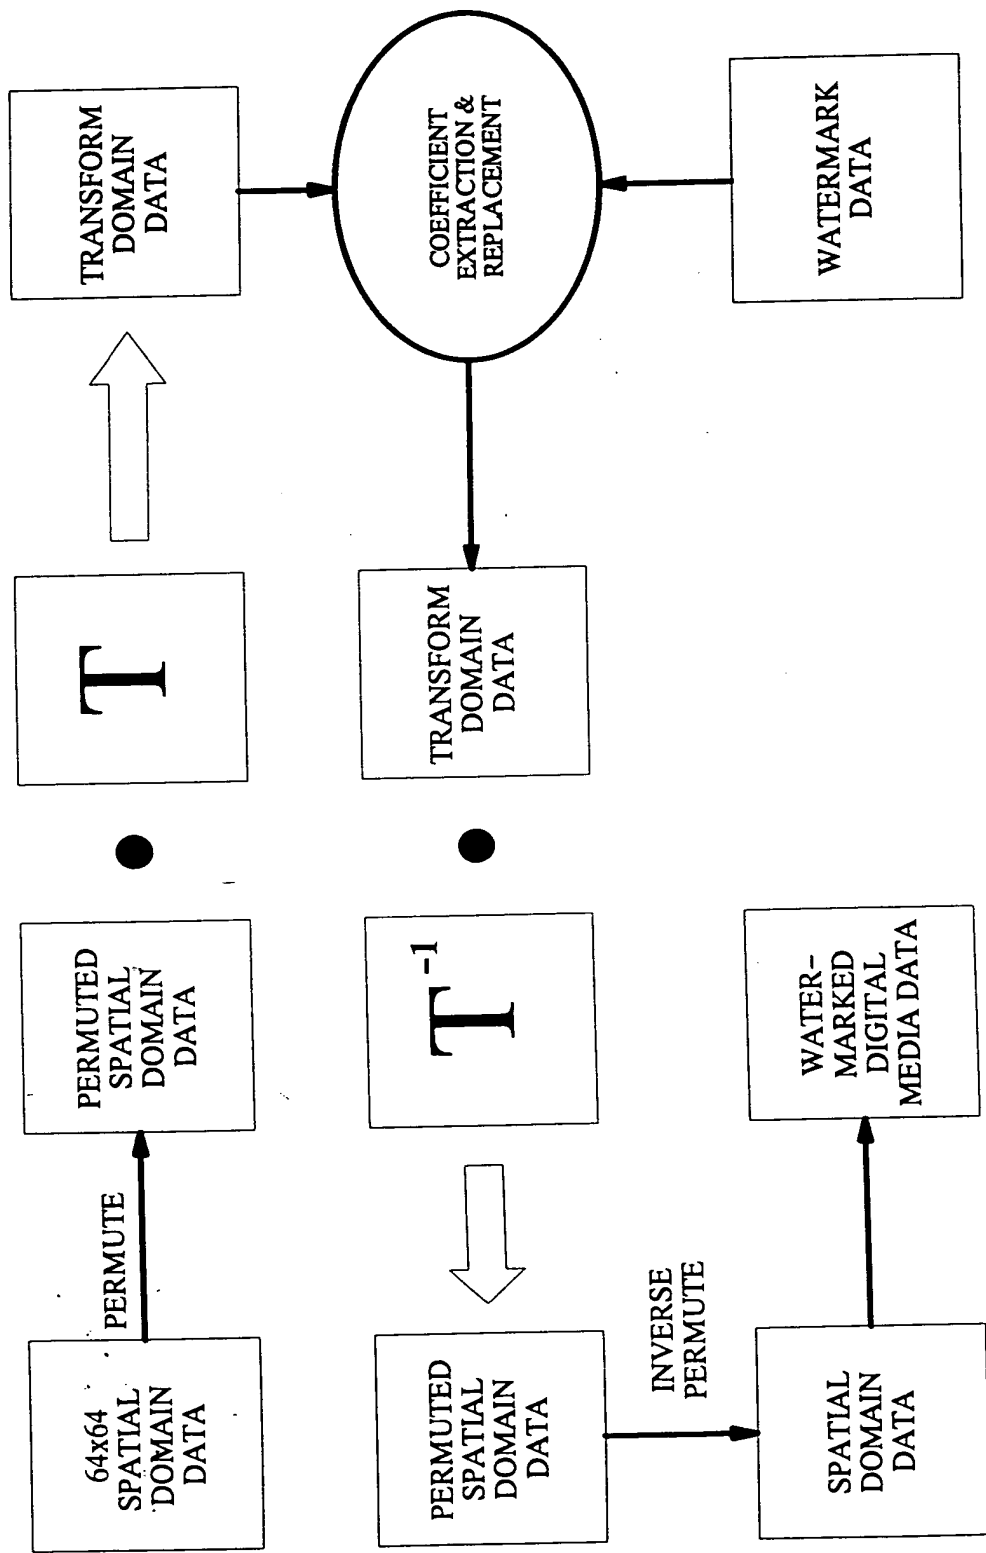 64x64
SPATIAL
DOMAIN
DATA
PERMUTE
PERMUTED
SPATIAL
DOMAIN
DATA
T
TRANSFORM
DOMAIN
DATA
PERMUTED
SPATIAL
DOMAIN
DATA
T-1
TRANSFORM
DOMAIN
DATA
COEFFICIENT
EXTRACTION &
REPLACEMENT
INVERSE
PERMUTE
SPATIAL
DOMAIN
DATA
WATER-
MARKED
DIGITAL
MEDIA DATA
WATERMARK
DATA